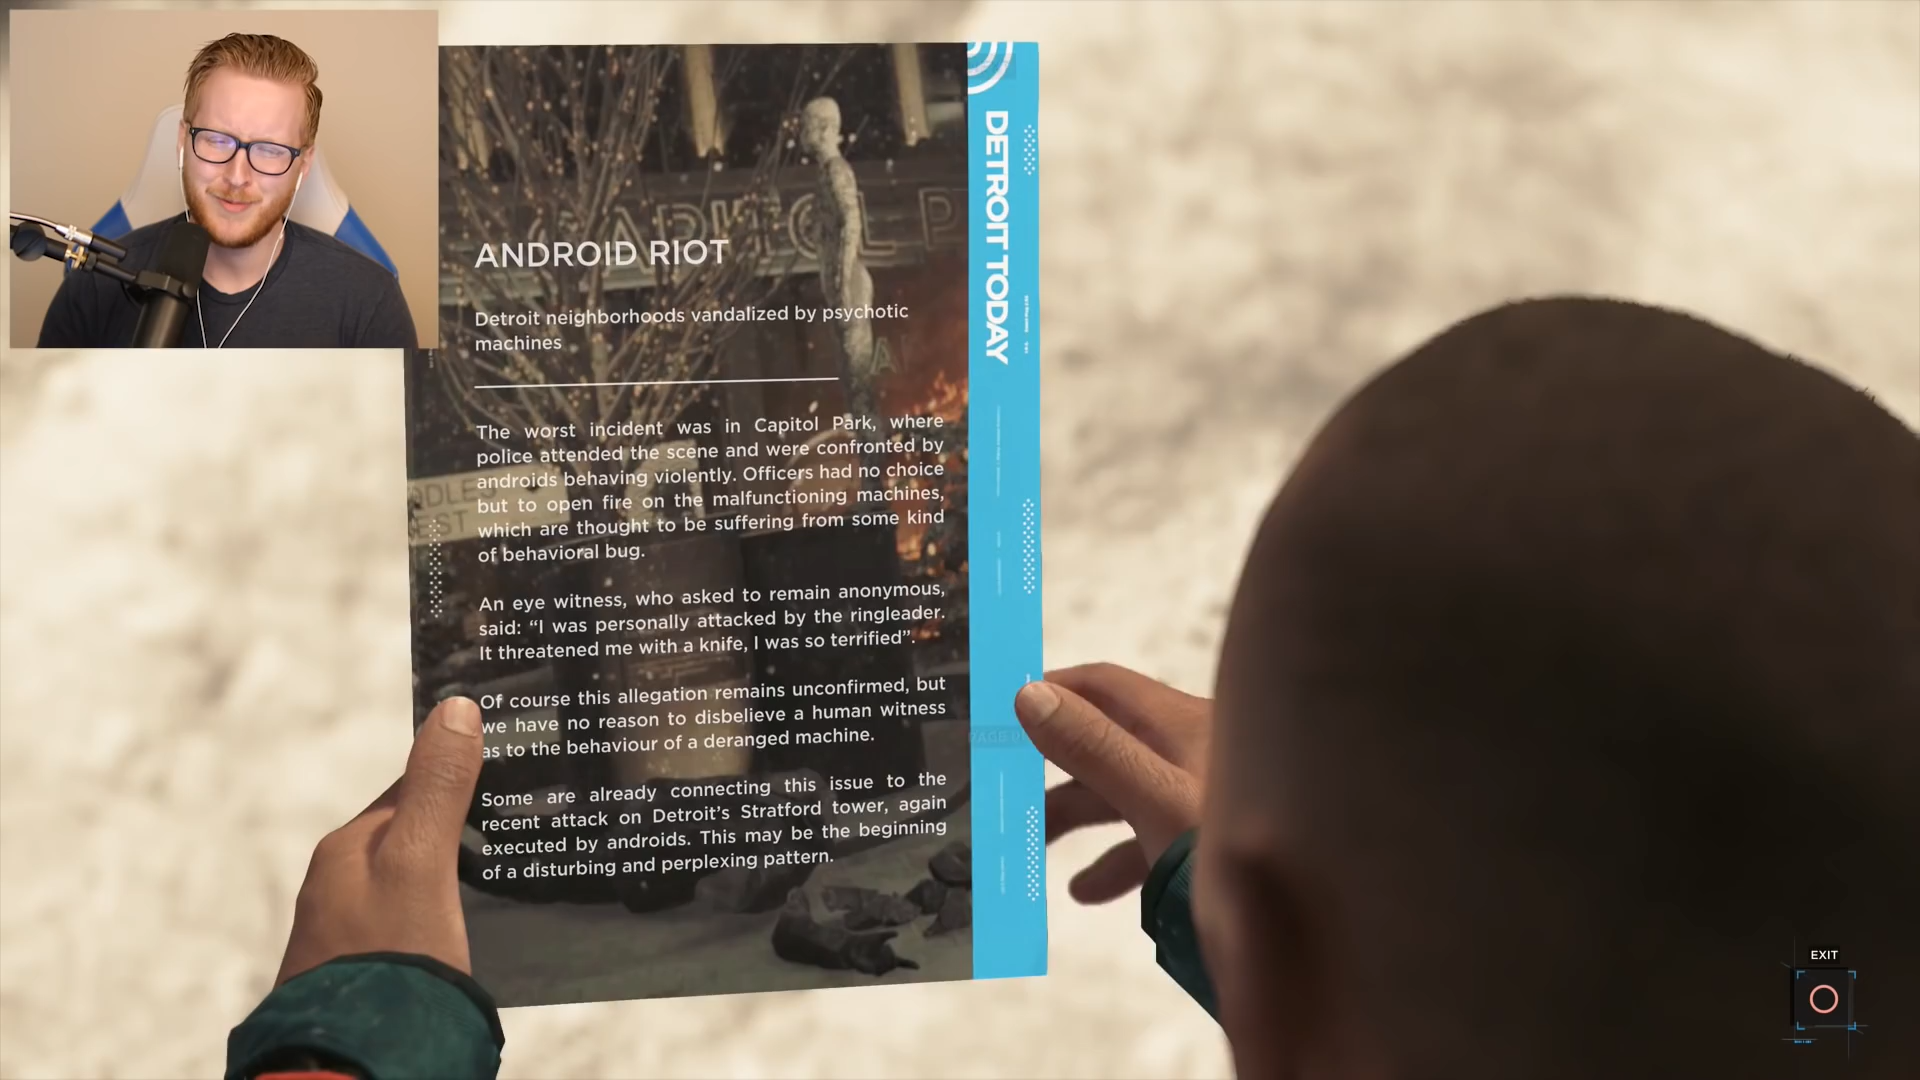 ANDROID RIOT
Detroit neighborhoods vandalized by psychotic
machines
The worst incident was in Capitol Park, where
police attended the scene and were confronted by
androids behaving violently. Officers had no choice
but to open fire on the malfunctioning machines,
which are thought to be suffering from some kind
of behavioral bug.
An eye witness, who asked to remain anonymous,
said: “I was personally attacked by the ringleader.
It threatened me with a knife, I was so terrified”.
Of course this allegation remains unconfirmed, but
we have no reason to disbelieve a human witness
as to the behaviour of a deranged machine.
Some are already connecting this issue to the
recent attack on Detroit’s Stratford tower, again
executed by androids. This may be the beginning
of a disturbing and perplexing pattern.
CAPITOL P
DETROIT TODAY
EXIT